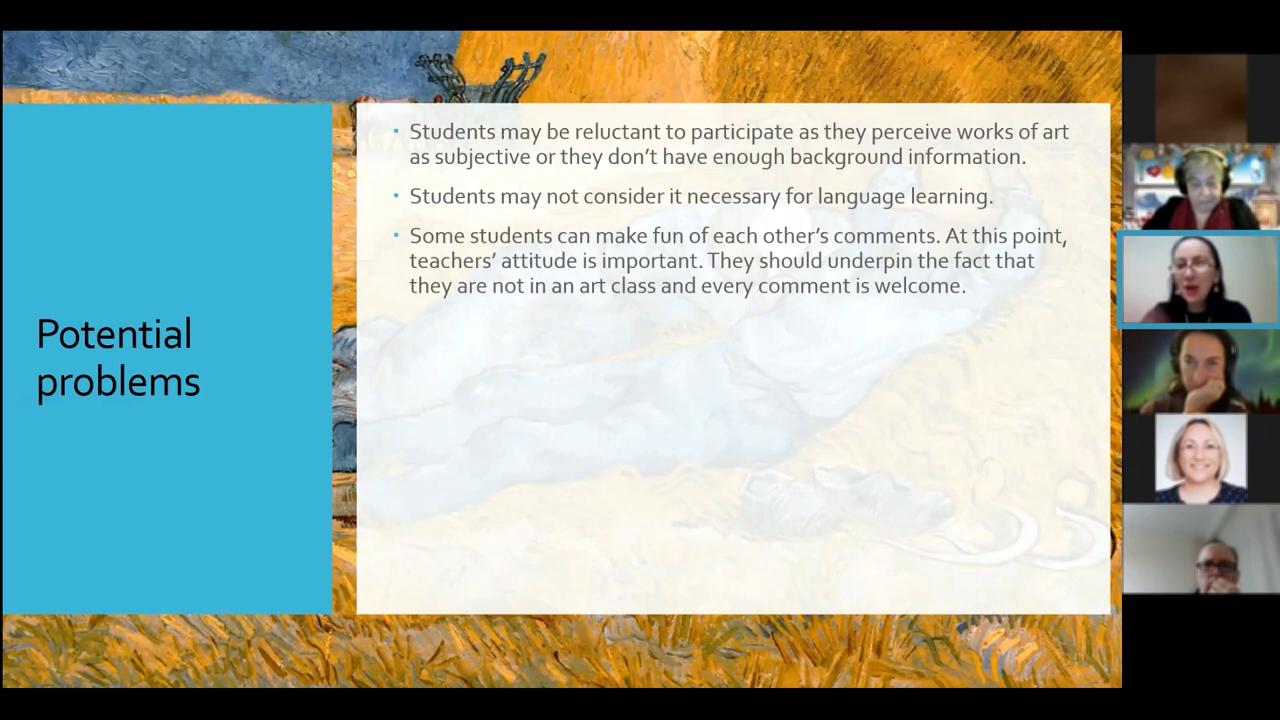 Potential
problems
• Students may be reluctant to participate as they perceive works of art
as subjective or they don’t have enough background information.
• Students may not consider it necessary for language learning.
• Some students can make fun of each other’s comments. At this point,
teachers’ attitude is important. They should underpin the fact that
they are not in an art class and every comment is welcome.